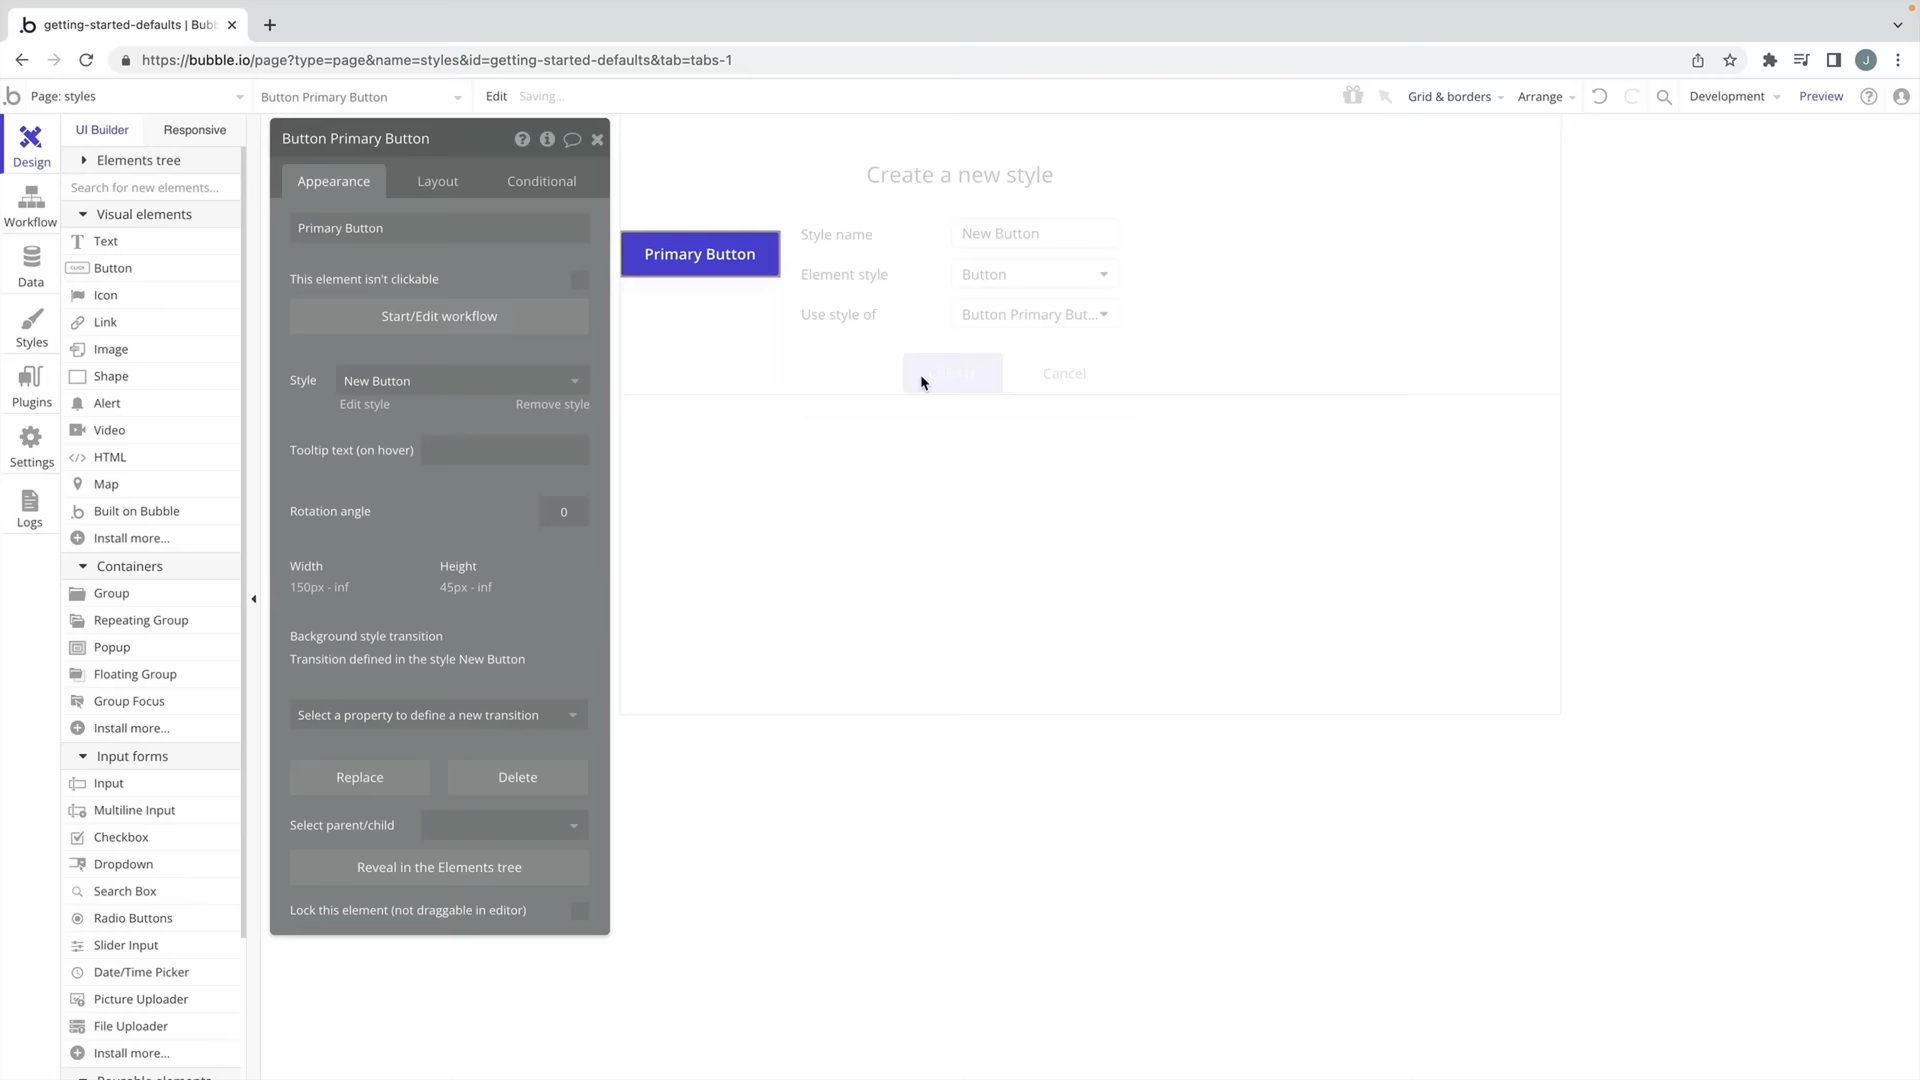 getting-started-defaults | Bubb
https://bubble.io/page?type=page&name=styles&id=getting-started-defaults&tab=tabs-1
J
Page: styles
Button Primary Button
Edit
Saving...
Grid & borders
Arrange
Development
Preview
Design
Workflow
Data
Styles
Plugins
Settings
Logs
UI Builder
Responsive
Elements tree
Search for new elements...
Visual elements
Text
Button
Icon
Link
Image
Shape
Alert
Video
HTML
Map
Built on Bubble
Install more...
Containers
Group
Repeating Group
Popup
Floating Group
Group Focus
Install more...
Input forms
Input
Multiline Input
Checkbox
Dropdown
Search Box
Radio Buttons
Slider Input
Date/Time Picker
Picture Uploader
File Uploader
Install more...
Reusable elements
Button Primary Button
Appearance
Layout
Conditional
Primary Button
This element isn't clickable
Start/Edit workflow
Style
New Button
Edit style
Remove style
Tooltip text (on hover)
Rotation angle
0
Width
Height
150px - inf
45px - inf
Background style transition
Transition defined in the style New Button
Select a property to define a new transition
Replace
Delete
Select parent/child
Reveal in the Elements tree
Lock this element (not draggable in editor)
Primary Button
Create a new style
Style name
New Button
Element style
Button
Use style of
Button Primary But...
Cancel